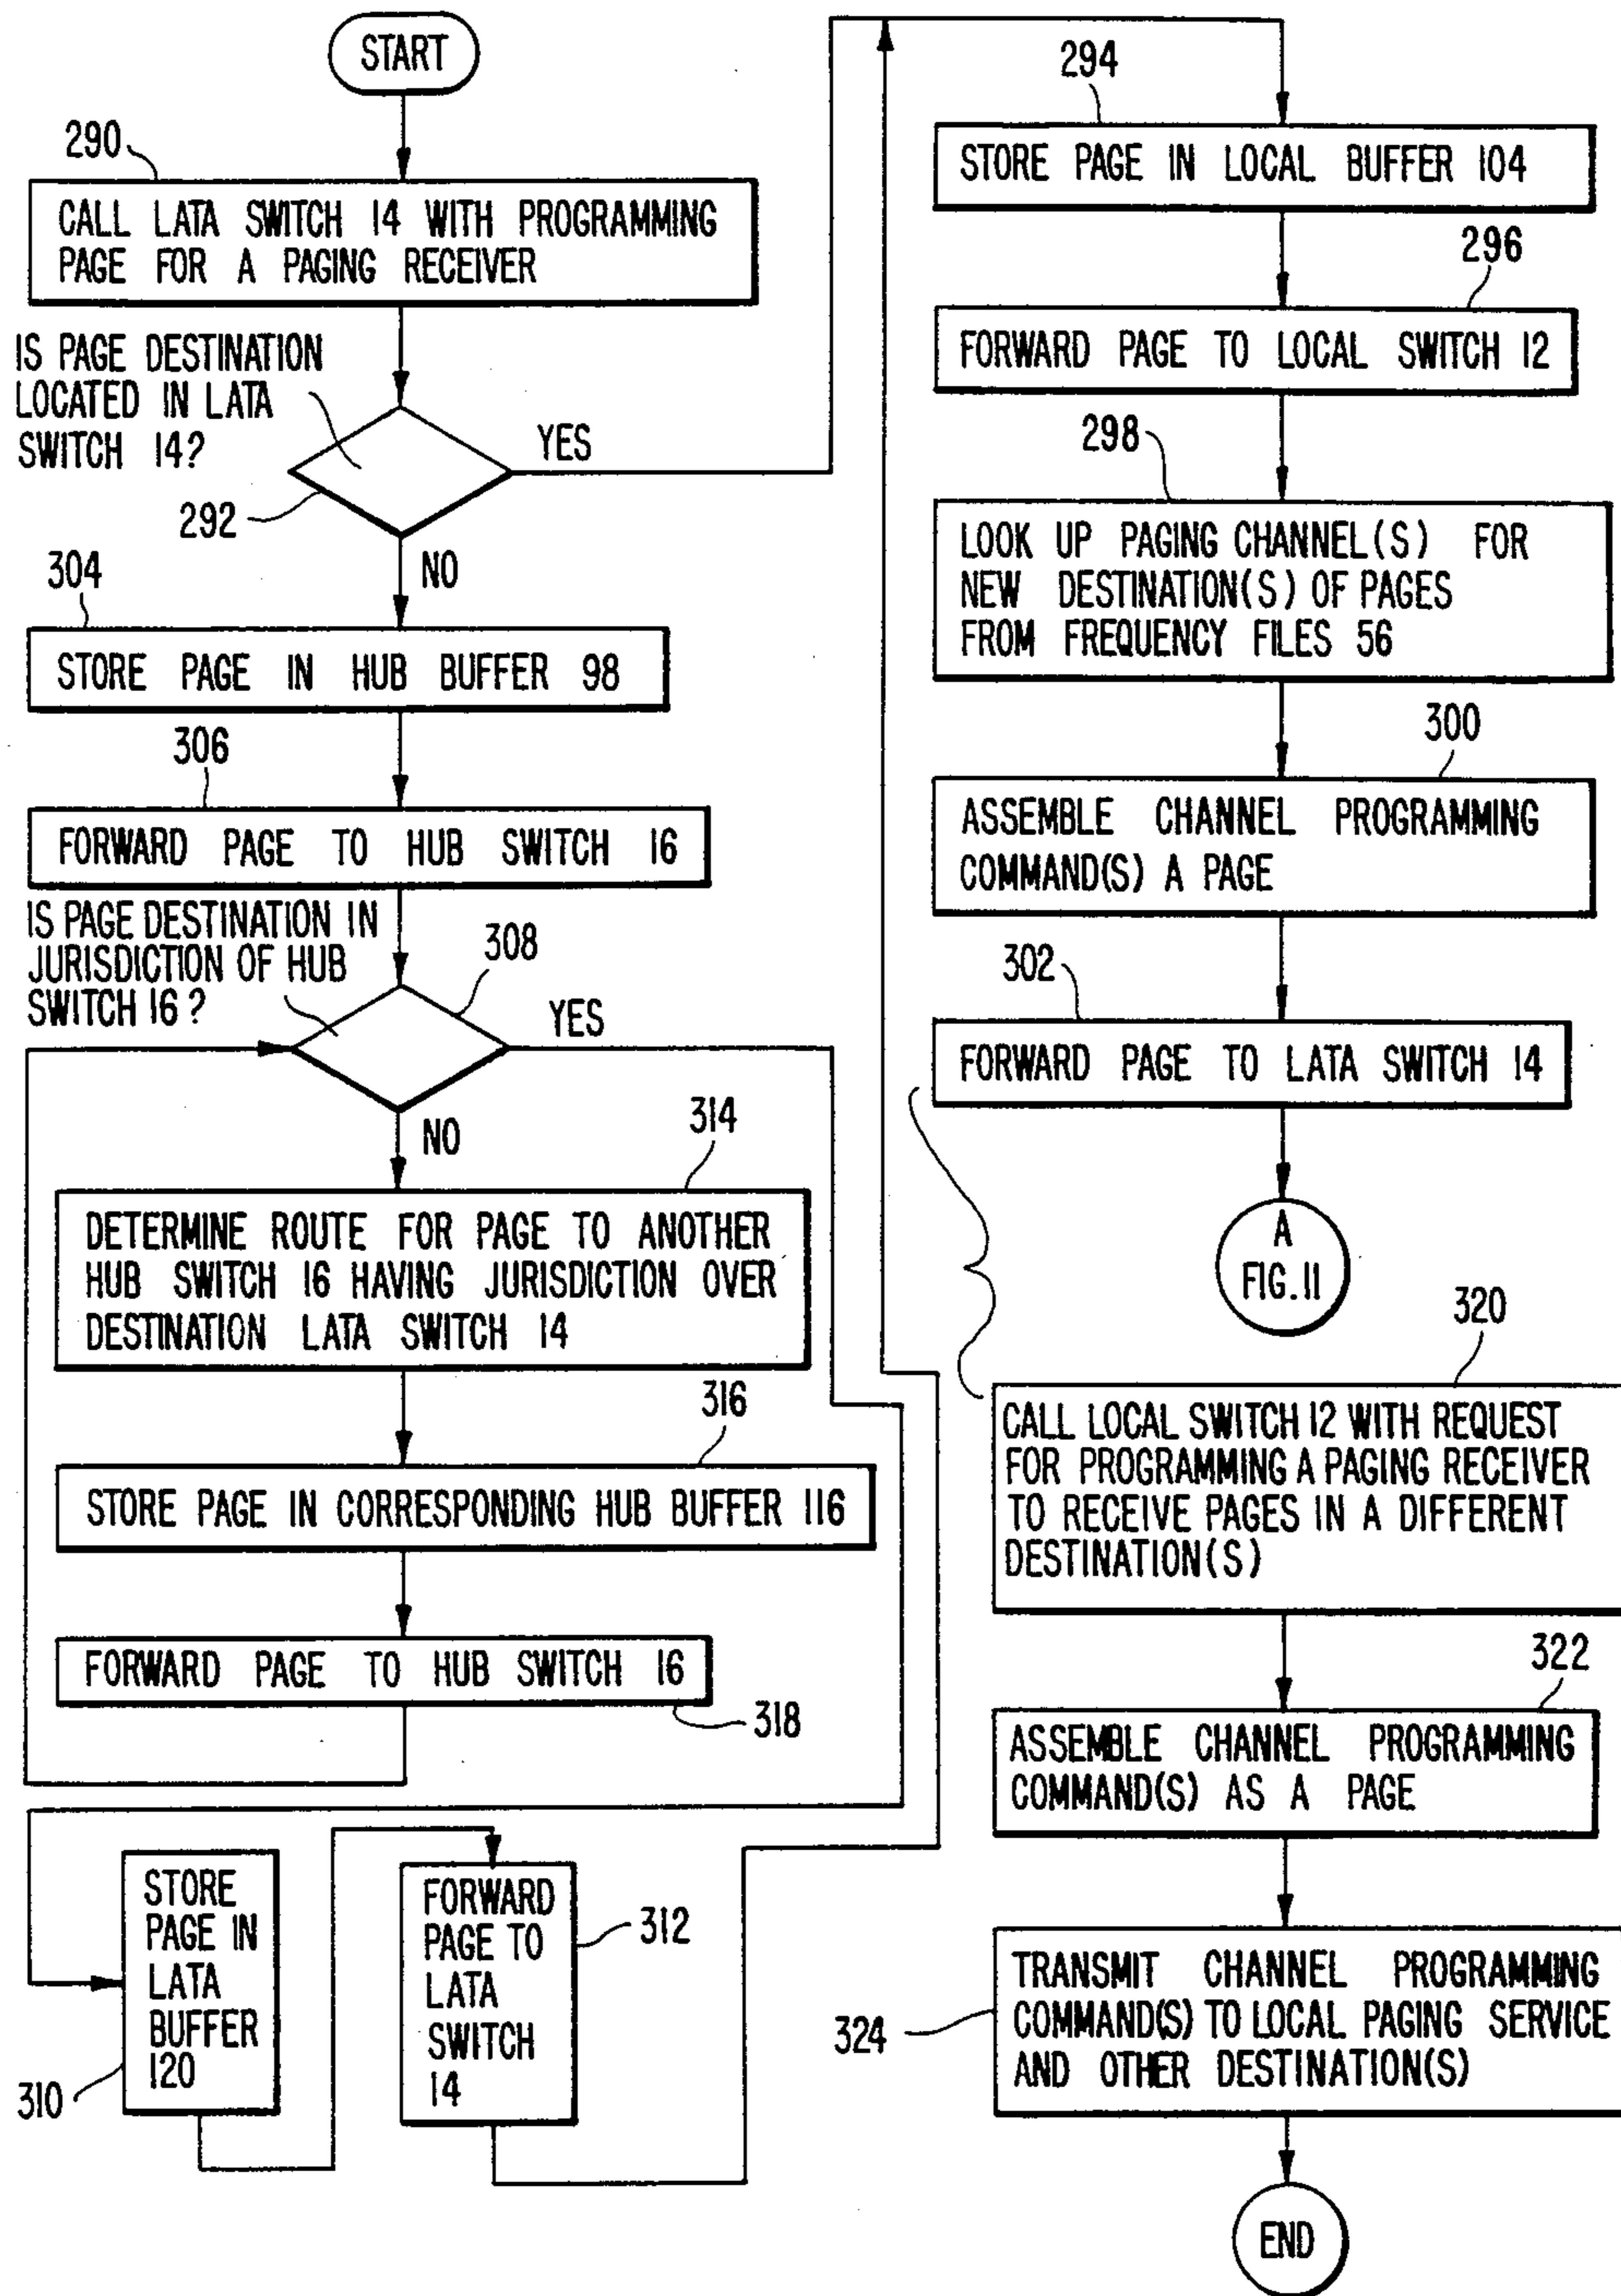 START
290
CALL LATA SWITCH 14 WITH PROGRAMMING
PAGE FOR A PAGING RECEIVER
IS PAGE DESTINATION
LOCATED IN LATA
SWITCH 14?
YES
292
NO
304
STORE PAGE IN HUB BUFFER 98
306
FORWARD PAGE TO HUB SWITCH 16
IS PAGE DESTINATION IN
JURISDICTION OF HUB
SWITCH 16?
308
YES
NO
314
DETERMINE ROUTE FOR PAGE TO ANOTHER
HUB SWITCH 16 HAVING JURISDICTION OVER
DESTINATION LATA SWITCH 14
316
STORE PAGE IN CORRESPONDING HUB BUFFER 116
FORWARD PAGE TO HUB SWITCH 16
318
STORE
PAGE IN
LATA
BUFFER
120
310
FORWARD
PAGE TO
LATA
SWITCH
14
312
294
STORE PAGE IN LOCAL BUFFER 104
296
FORWARD PAGE TO LOCAL SWITCH 12
298
LOOK UP PAGING CHANNEL(S) FOR
NEW DESTINATION(S) OF PAGES
FROM FREQUENCY FILES 56
300
ASSEMBLE CHANNEL PROGRAMMING
COMMAND(S) A PAGE
302
FORWARD PAGE TO LATA SWITCH 14
A
FIG.11
320
CALL LOCAL SWITCH 12 WITH REQUEST
FOR PROGRAMMING A PAGING RECEIVER
TO RECEIVE PAGES IN A DIFFERENT
DESTINATION(S)
322
ASSEMBLE CHANNEL PROGRAMMING
COMMAND(S) AS A PAGE
324
TRANSMIT CHANNEL PROGRAMMING
COMMAND(S) TO LOCAL PAGING SERVICE
AND OTHER DESTINATION(S)
END